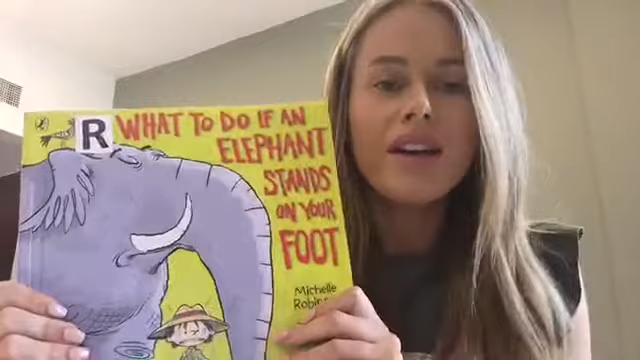 R
WHAT TO DO IF AN
ELEPHANT
STANDS
ON YOUR
FOOT
Michelle